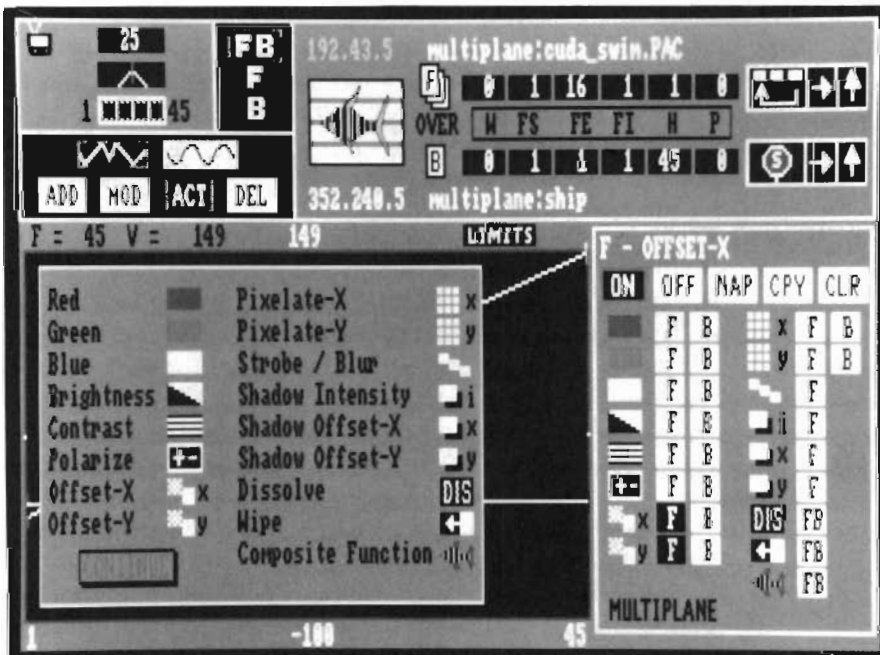 25
1 45
FB
F
B
ADD MOD ACT DEL
192.43.5 multiplane:cuda_swim.PAC
F 0 1 16 1 1 0
OVER W FS FE FI H P
B 0 1 1 1 45 0
S
352.240.5 multiplane:ship
F = 45 V = 149 149 LIMITS
Red Pixelate-X x
Green Pixelate-Y y
Blue Strobe / Blur
Brightness Shadow Intensity i
Contrast Shadow Offset-X x
Polarize +- Shadow Offset-Y y
Offset-X x Dissolve DIS
Offset-Y y Wipe
Composite Function
CONTINUE
1 -100 45
F - OFFSET-X
ON OFF MAP CPY CLR
F B x F B
F B y F B
F B F
F B i F
F B x F
+- F B y F
x F B DIS FB
y F B FB
FB
MULTIPLANE